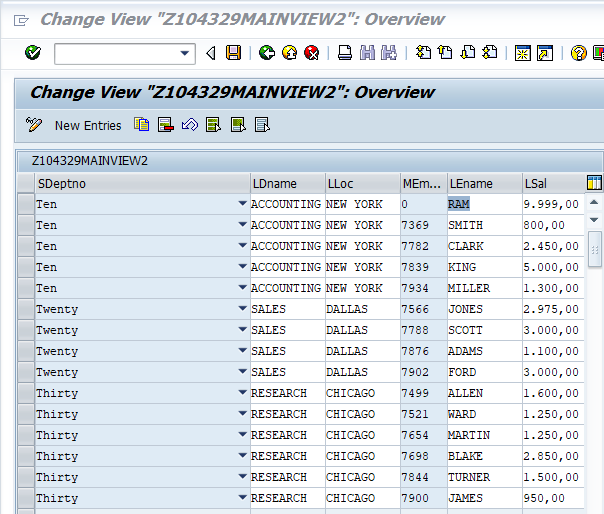 Change View "Z104329MAINVIEW2": Overview
Change View "Z104329MAINVIEW2": Overview
New Entries
Z104329MAINVIEW2
SDeptno LDname LLoc MEm... LEname LSal
Ten ACCOUNTING NEW YORK 0 RAM 9.999,00
Ten ACCOUNTING NEW YORK 7369 SMITH 800,00
Ten ACCOUNTING NEW YORK 7782 CLARK 2.450,00
Ten ACCOUNTING NEW YORK 7839 KING 5.000,00
Ten ACCOUNTING NEW YORK 7934 MILLER 1.300,00
Twenty SALES DALLAS 7566 JONES 2.975,00
Twenty SALES DALLAS 7788 SCOTT 3.000,00
Twenty SALES DALLAS 7876 ADAMS 1.100,00
Twenty SALES DALLAS 7902 FORD 3.000,00
Thirty RESEARCH CHICAGO 7499 ALLEN 1.600,00
Thirty RESEARCH CHICAGO 7521 WARD 1.250,00
Thirty RESEARCH CHICAGO 7654 MARTIN 1.250,00
Thirty RESEARCH CHICAGO 7698 BLAKE 2.850,00
Thirty RESEARCH CHICAGO 7844 TURNER 1.500,00
Thirty RESEARCH CHICAGO 7900 JAMES 950,00